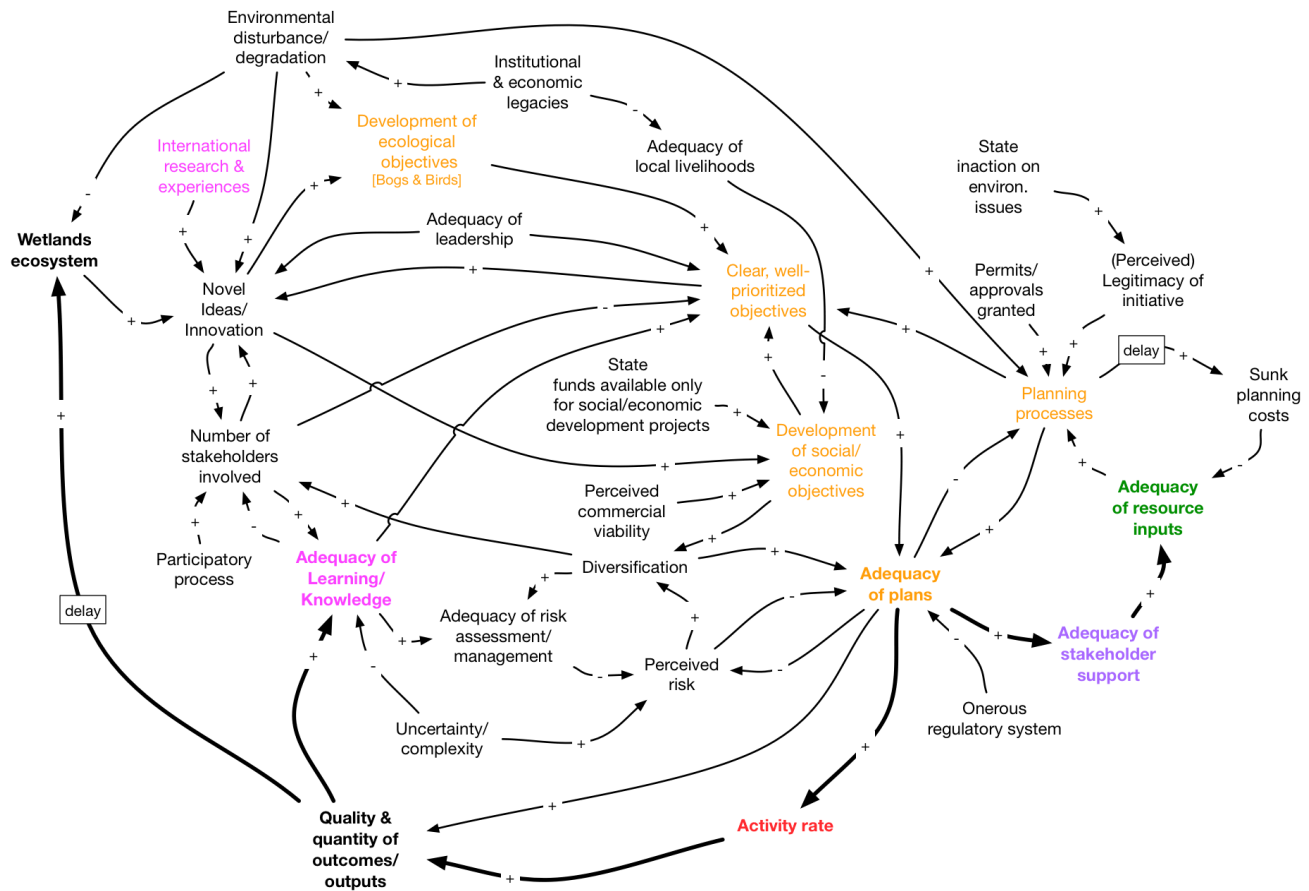 Environmental
disturbance/
degradation
Institutional
& economic
legacies
+
+
-
Development of
ecological
objectives
[Bogs & Birds]
International
research &
experiences
Adequacy of
local livelihoods
State
inaction on
environ.
issues
-
+
+
+
+
+
Adequacy of
leadership
Wetlands
ecosystem
Clear, well-
prioritized
objectives
(Perceived)
Legitimacy of
initiative
Permits/
approvals
granted
+
+
Novel
Ideas/
Innovation
+
-
+
+
+
+
+
delay
+
State
funds available only
for social/economic
development projects
+
-
Sunk
planning
costs
+
+
+
Planning
processes
Number of
stakeholders
involved
Development
of social/
economic
objectives
+
+
+
-
+
-
Perceived
commercial
viability
+
Adequacy
of resource
inputs
+
+
-
+
+
+
Participatory
process
Adequacy of
Learning/
Knowledge
Diversification
+
+
Adequacy
of plans
-
+
delay
+
Adequacy of risk
assessment/
management
+
+
-
Adequacy of
stakeholder
support
+
-
-
-
Perceived
risk
-
Onerous
regulatory system
Uncertainty/
complexity
+
+
+
Quality &
quantity of
outcomes/
outputs
Activity rate
+